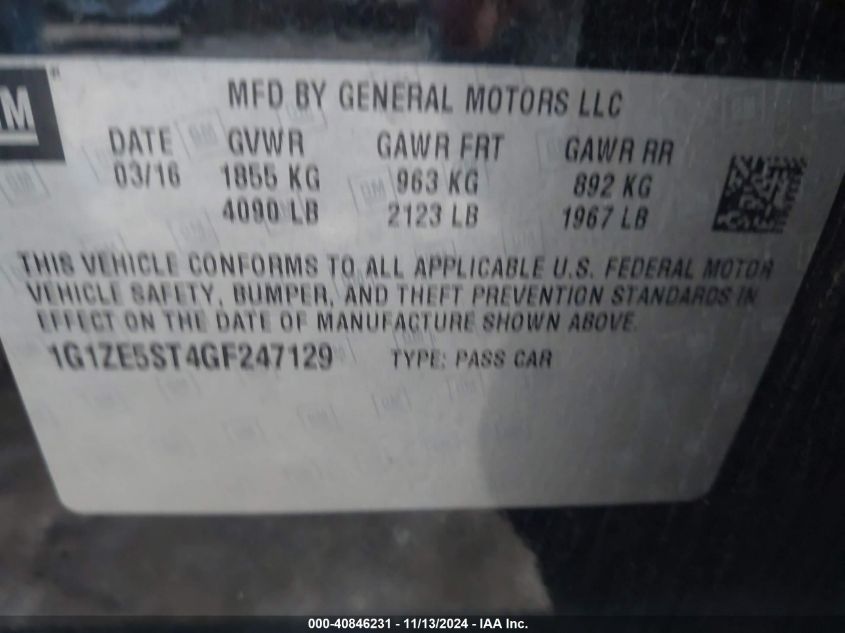 GM ®
MFD BY GENERAL MOTORS LLC
DATE GVWR GAWR FRT GAWR RR
03/16 1855 KG 963 KG 892 KG
4090 LB 2123 LB 1967 LB
THIS VEHICLE CONFORMS TO ALL APPLICABLE U.S. FEDERAL MOTOR
VEHICLE SAFETY, BUMPER, AND THEFT PREVENTION STANDARDS IN
EFFECT ON THE DATE OF MANUFACTURE SHOWN ABOVE.
1G1ZE5ST4GF247129 TYPE: PASS CAR
000-40846231 - 11/13/2024 - IAA Inc.